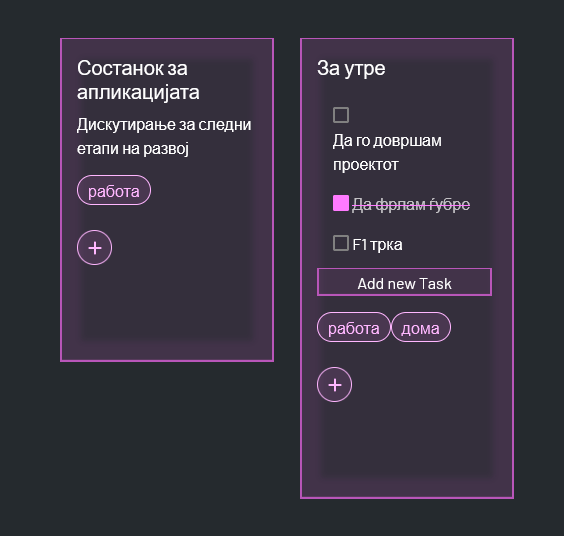 Состанок за
апликацијата
Дискутирање за следни
етапи на развој
работа
+
За утре
Да го довршам
проектот
Да фрлам ѓубре
F1 трка
Add new Task
работа
дома
+